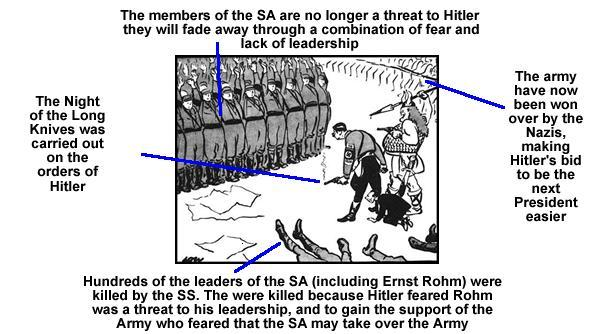 The members of the SA are no longer a threat to Hitler
they will fade away through a combination of fear and
lack of leadership
The Night
of the Long
Knives was
carried out
on the
orders of
Hitler
The army
have now
been won
over by the
Nazis,
making
Hitler's bid
to be the
next
President
easier
LOW
Hundreds of the leaders of the SA (including Ernst Rohm) were
killed by the SS. The were killed because Hitler feared Rohm
was a threat to his leadership, and to gain the support of the
Army who feared that the SA may take over the Army